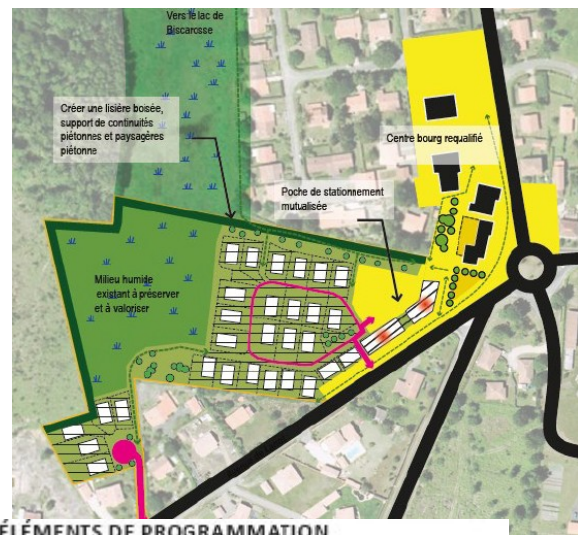 Vers le lac de
Biscarosse
Créer une lisière boisée,
support de continuités
piétonnes et paysagères
piétonne
Centre bourg requalifié
Poche de stationnement
mutualisée
Milieu humide
existant à préserver
et à valoriser
ÉLÉMENTS DE PROGRAMMATION